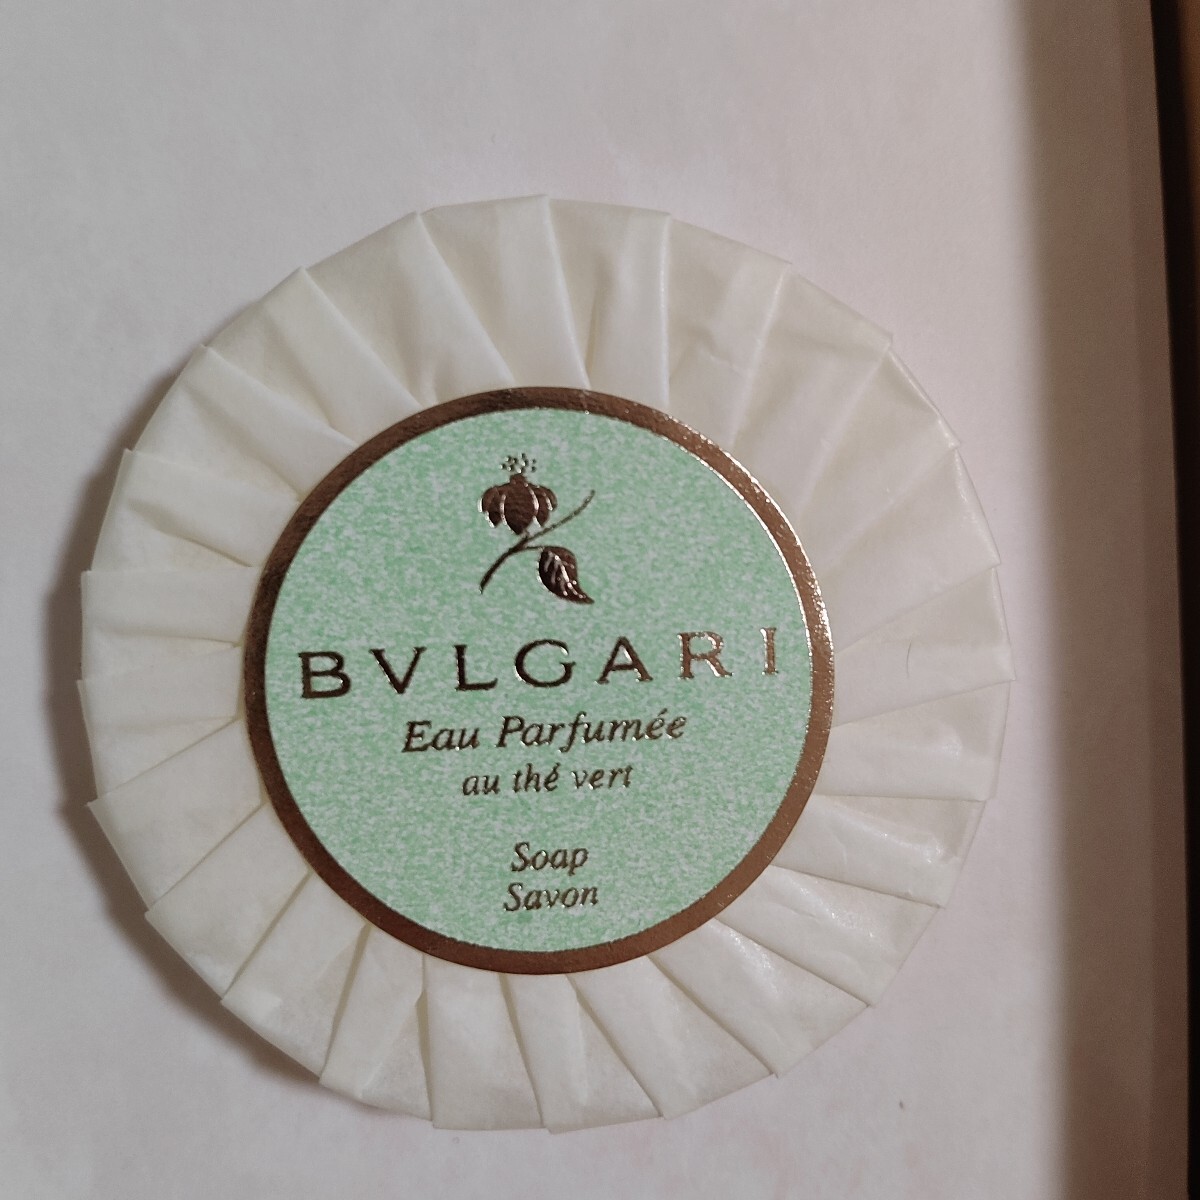 BVLGARI
Eau Parfumée
au thé vert
Soap
Savon